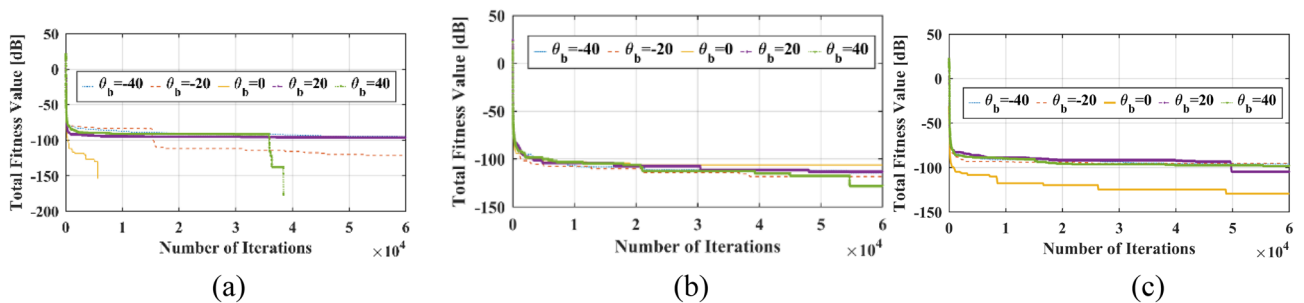 50
0
-50
-100
-150
-200
Total Fitness Value [dB]
θb=-40 θb=-20 θb=0 θb=20 θb=40
0 1 2 3 4 5 6
×10^4
Number of Iterations
(a)
50
0
-50
-100
-150
Total Fitness Value [dB]
θb=-40 θb=-20 θb=0 θb=20 θb=40
0 1 2 3 4 5 6
×10^4
Number of Iterations
(b)
50
0
-50
-100
-150
Total Fitness Value [dB]
θb=-40 θb=-20 θb=0 θb=20 θb=40
0 1 2 3 4 5 6
×10^4
Number of Iterations
(c)